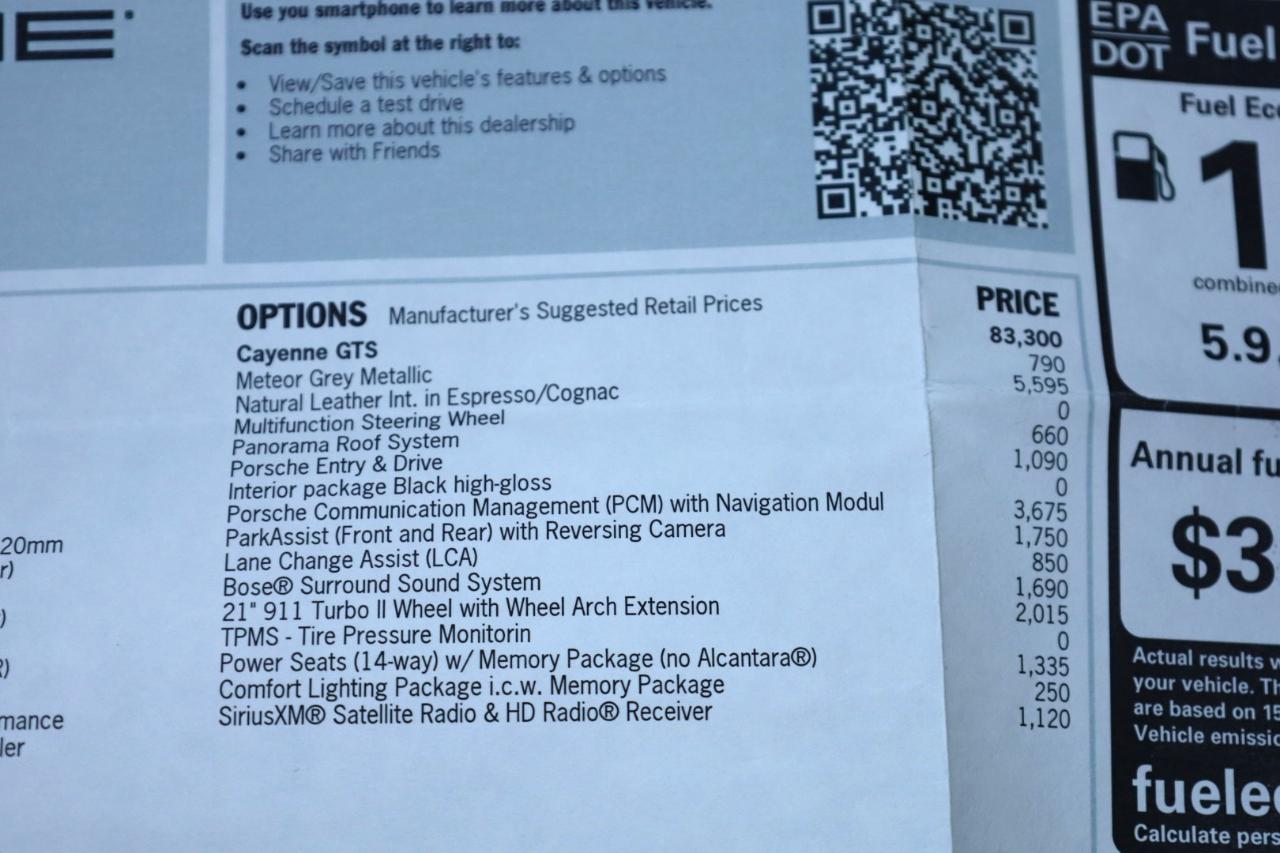 Use you smartphone to learn more about this vehicle.
Scan the symbol at the right to:
• View/Save this vehicle's features & options
• Schedule a test drive
• Learn more about this dealership
• Share with Friends
EPA
DOT
Fuel
Fuel Eco
1
combined
5.9
Annual fu
$3
Actual results w
your vehicle. Th
are based on 15
Vehicle emissio
fueleco
Calculate pers
OPTIONS Manufacturer's Suggested Retail Prices PRICE
Cayenne GTS 83,300
Meteor Grey Metallic 790
Natural Leather Int. in Espresso/Cognac 5,595
Multifunction Steering Wheel 0
Panorama Roof System 660
Porsche Entry & Drive 1,090
Interior package Black high-gloss 0
Porsche Communication Management (PCM) with Navigation Modul 3,675
ParkAssist (Front and Rear) with Reversing Camera 1,750
Lane Change Assist (LCA) 850
Bose® Surround Sound System 1,690
21" 911 Turbo II Wheel with Wheel Arch Extension 2,015
TPMS - Tire Pressure Monitorin 0
Power Seats (14-way) w/ Memory Package (no Alcantara®) 1,335
Comfort Lighting Package i.c.w. Memory Package 250
SiriusXM® Satellite Radio & HD Radio® Receiver 1,120
20mm
r)
)
R)
mance
ler